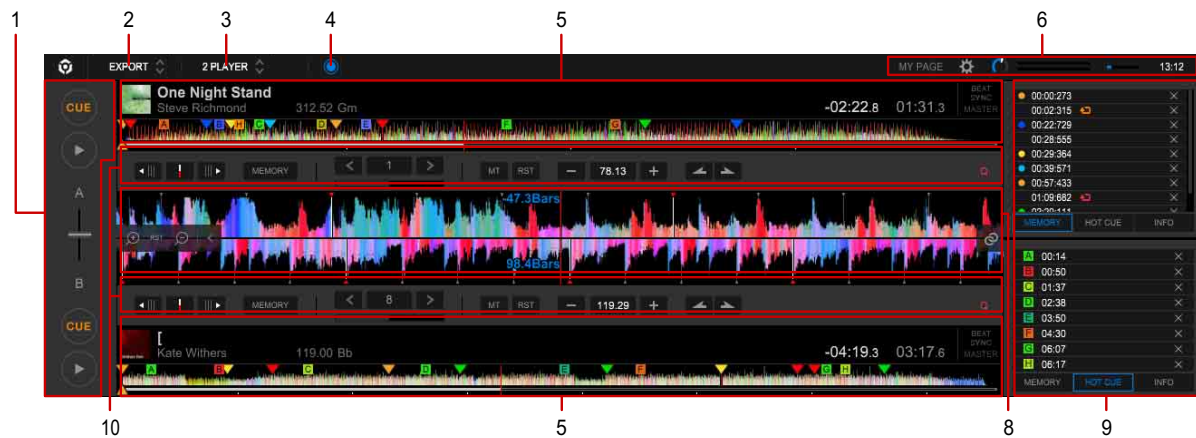 1 2 3 4 5 6
EXPORT 2 PLAYER MY PAGE 13:12
CUE
One Night Stand
Steve Richmond 312.52 Gm -02:22.8 01:31.3
BEAT SYNC
MASTER
A B H C D E F G
MEMORY 1 MT RST - 78.13 + Q
A
B
-47.3Bars
RST
98.4Bars
MEMORY 8 MT RST - 119.29 + Q
CUE
[
Kate Withers 119.00 Bb -04:19.3 03:17.6
BEAT SYNC
MASTER
A B C D E F G H
00:00:273
00:02:315
00:22:729
00:28:555
00:29:364
00:39:571
00:57:433
01:09:682
02:20:111
MEMORY HOT CUE INFO
A 00:14
B 00:50
C 01:37
D 02:38
E 03:50
F 04:30
G 06:07
H 06:17
MEMORY HOT CUE INFO
10 5 8 9